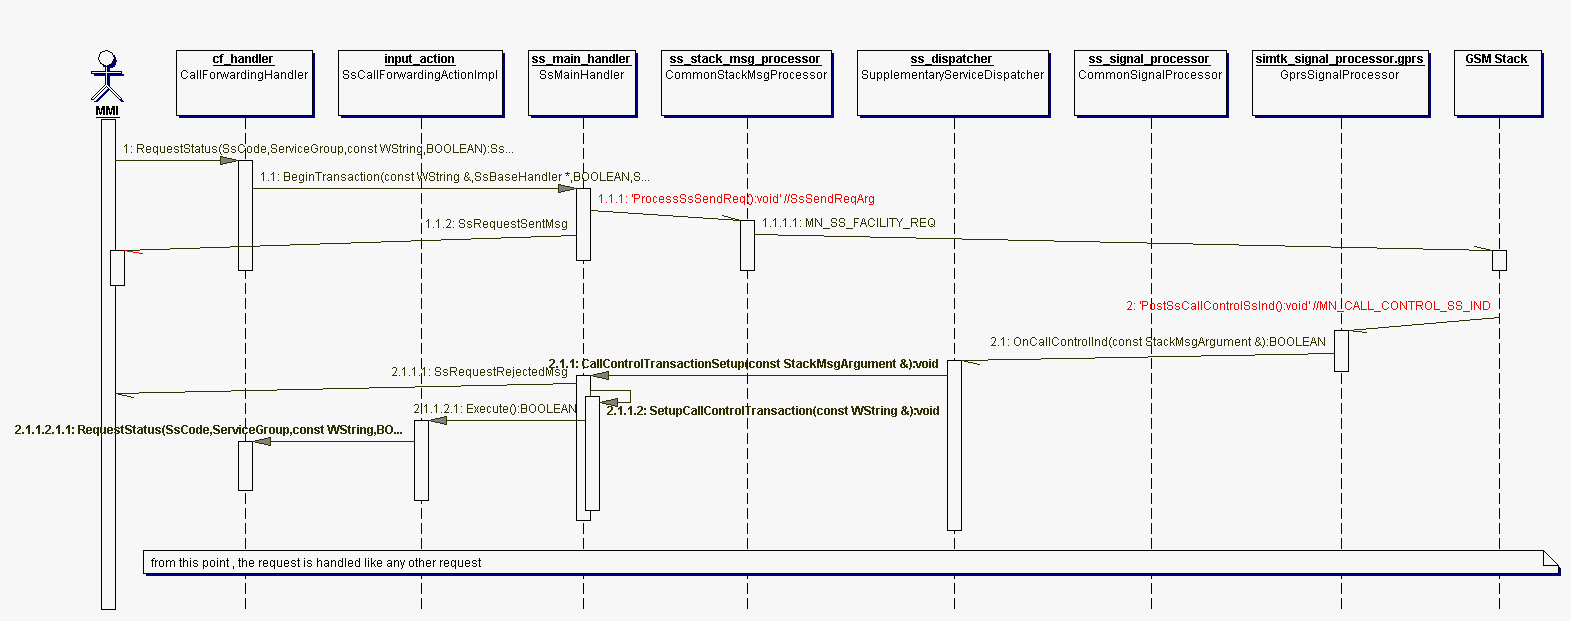 MMI
cf_handler
CallForwardingHandler
input_action
SsCallForwardingActionImpl
ss_main_handler
SsMainHandler
ss_stack_msg_processor
CommonStackMsgProcessor
ss_dispatcher
SupplementaryServiceDispatcher
ss_signal_processor
CommonSignalProcessor
simtk_signal_processor.gprs
GprsSignalProcessor
GSM Stack
1: RequestStatus(SsCode,ServiceGroup,const WString,BOOLEAN):Ss...
1.1: BeginTransaction(const WString &,SsBaseHandler *,BOOLEAN,S...
1.1.1: 'ProcessSsSendReq():void' //SsSendReqArg
1.1.2: SsRequestSentMsg
1.1.1.1: MN_SS_FACILITY_REQ
2: 'PostSsCallControlSsInd():void' //MN_CALL_CONTROL_SS_IND
2.1: OnCallControlInd(const StackMsgArgument &):BOOLEAN
2.1.1: CallControlTransactionSetup(const StackMsgArgument &):void
2.1.1.1: SsRequestRejectedMsg
2.1.1.2: SetupCallControlTransaction(const WString &):void
2.1.1.2.1: Execute():BOOLEAN
2.1.1.2.1.1: RequestStatus(SsCode,ServiceGroup,const WString,BO...
from this point , the request is handled like any other request